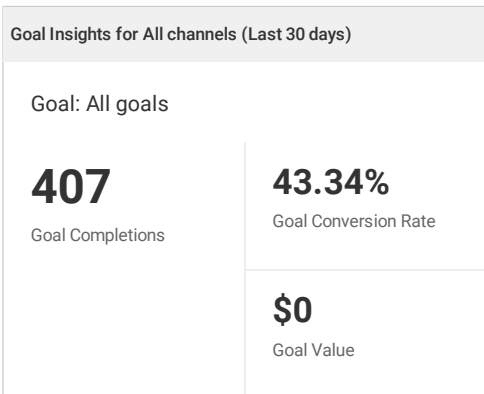 Goal Insights for All channels (Last 30 days)
Goal: All goals
407
Goal Completions
43.34%
Goal Conversion Rate
$0
Goal Value